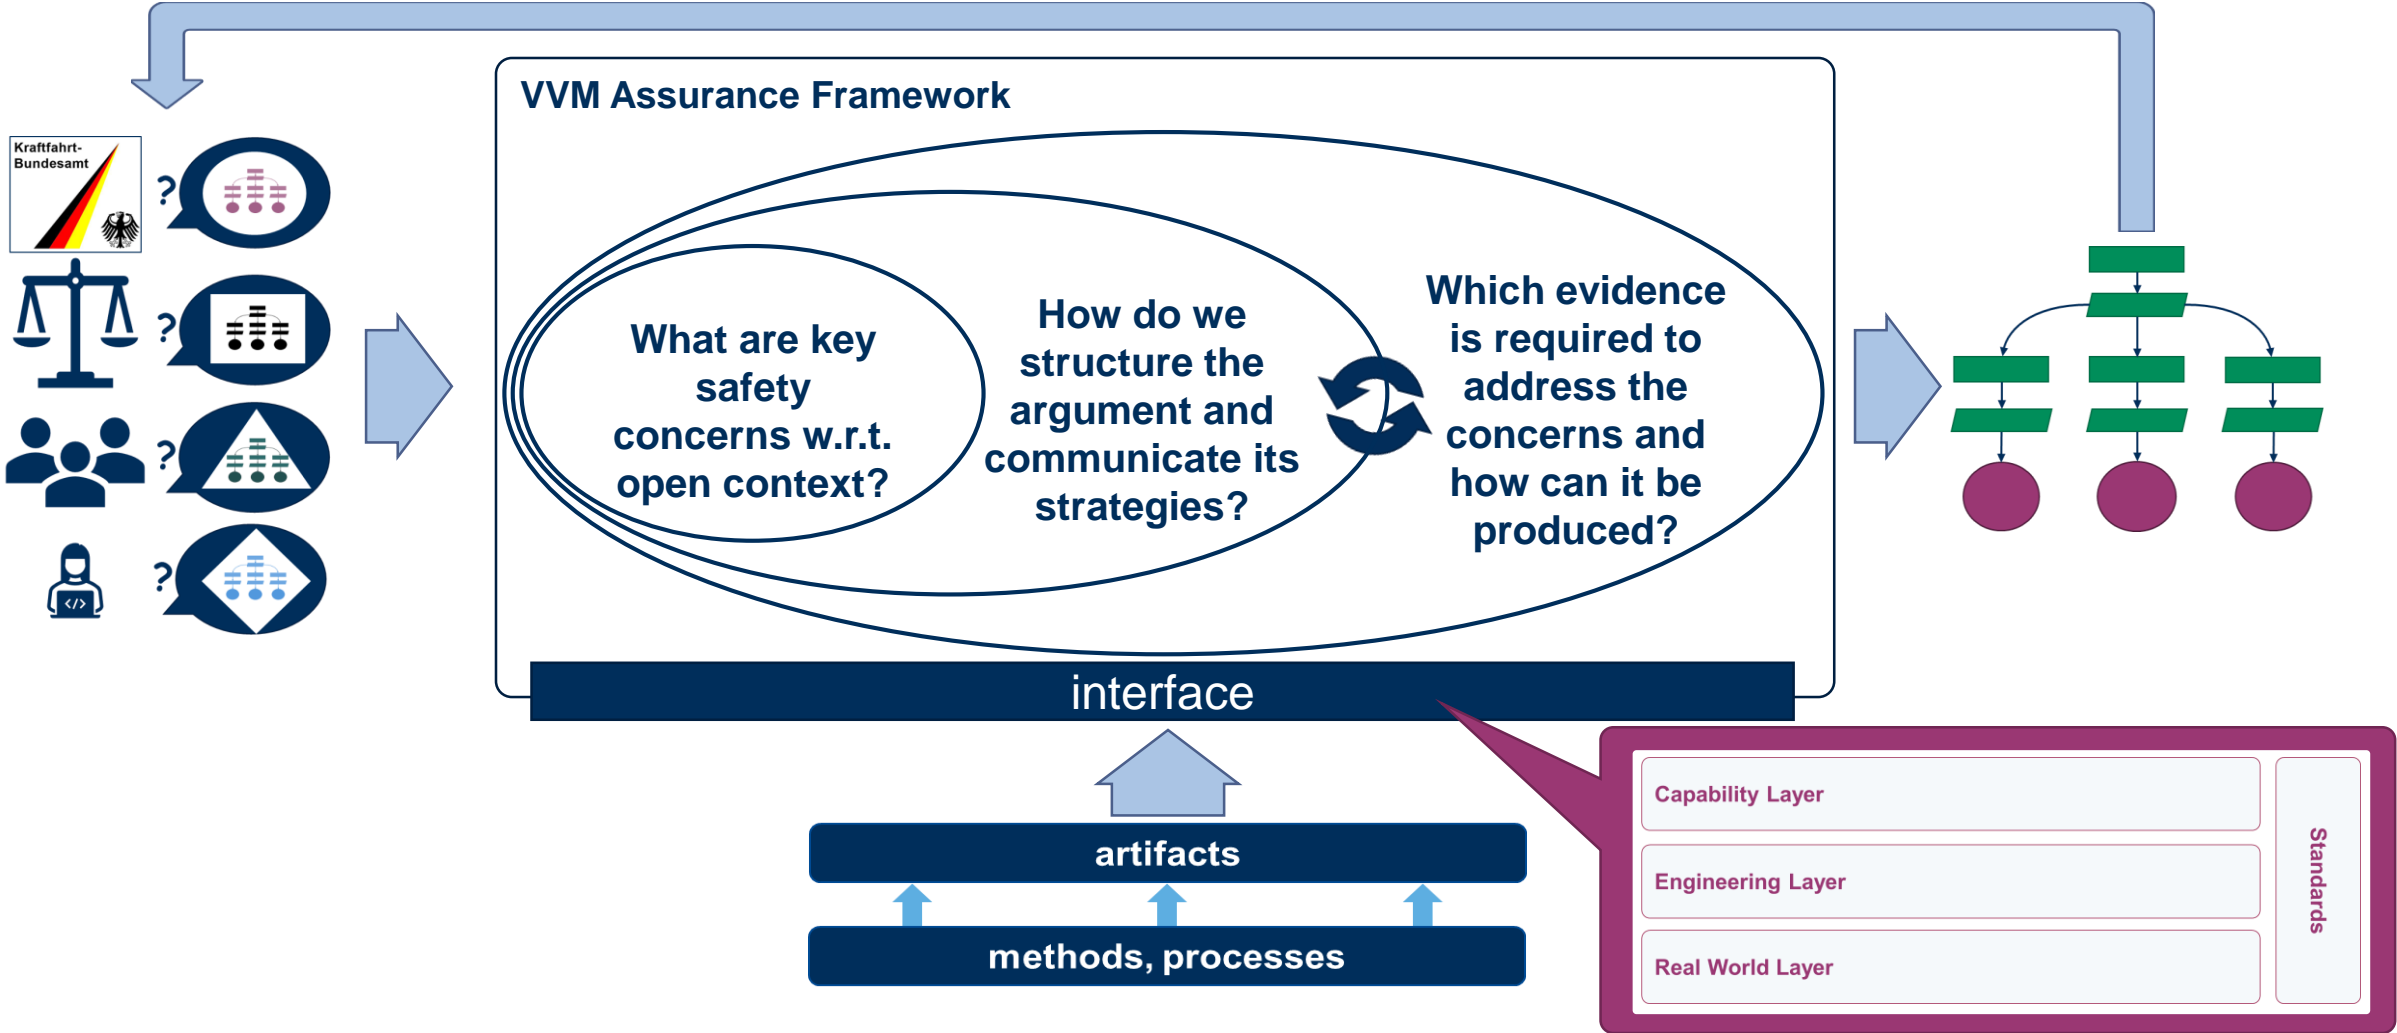 VVM Assurance Framework
Kraftfahrt-
Bundesamt
?
?
?
?
</>
What are key
safety
concerns w.r.t.
open context?
How do we
structure the
argument and
communicate its
strategies?
Which evidence
is required to
address the
concerns and
how can it be
produced?
interface
artifacts
methods, processes
Capability Layer
Engineering Layer
Real World Layer
Standards